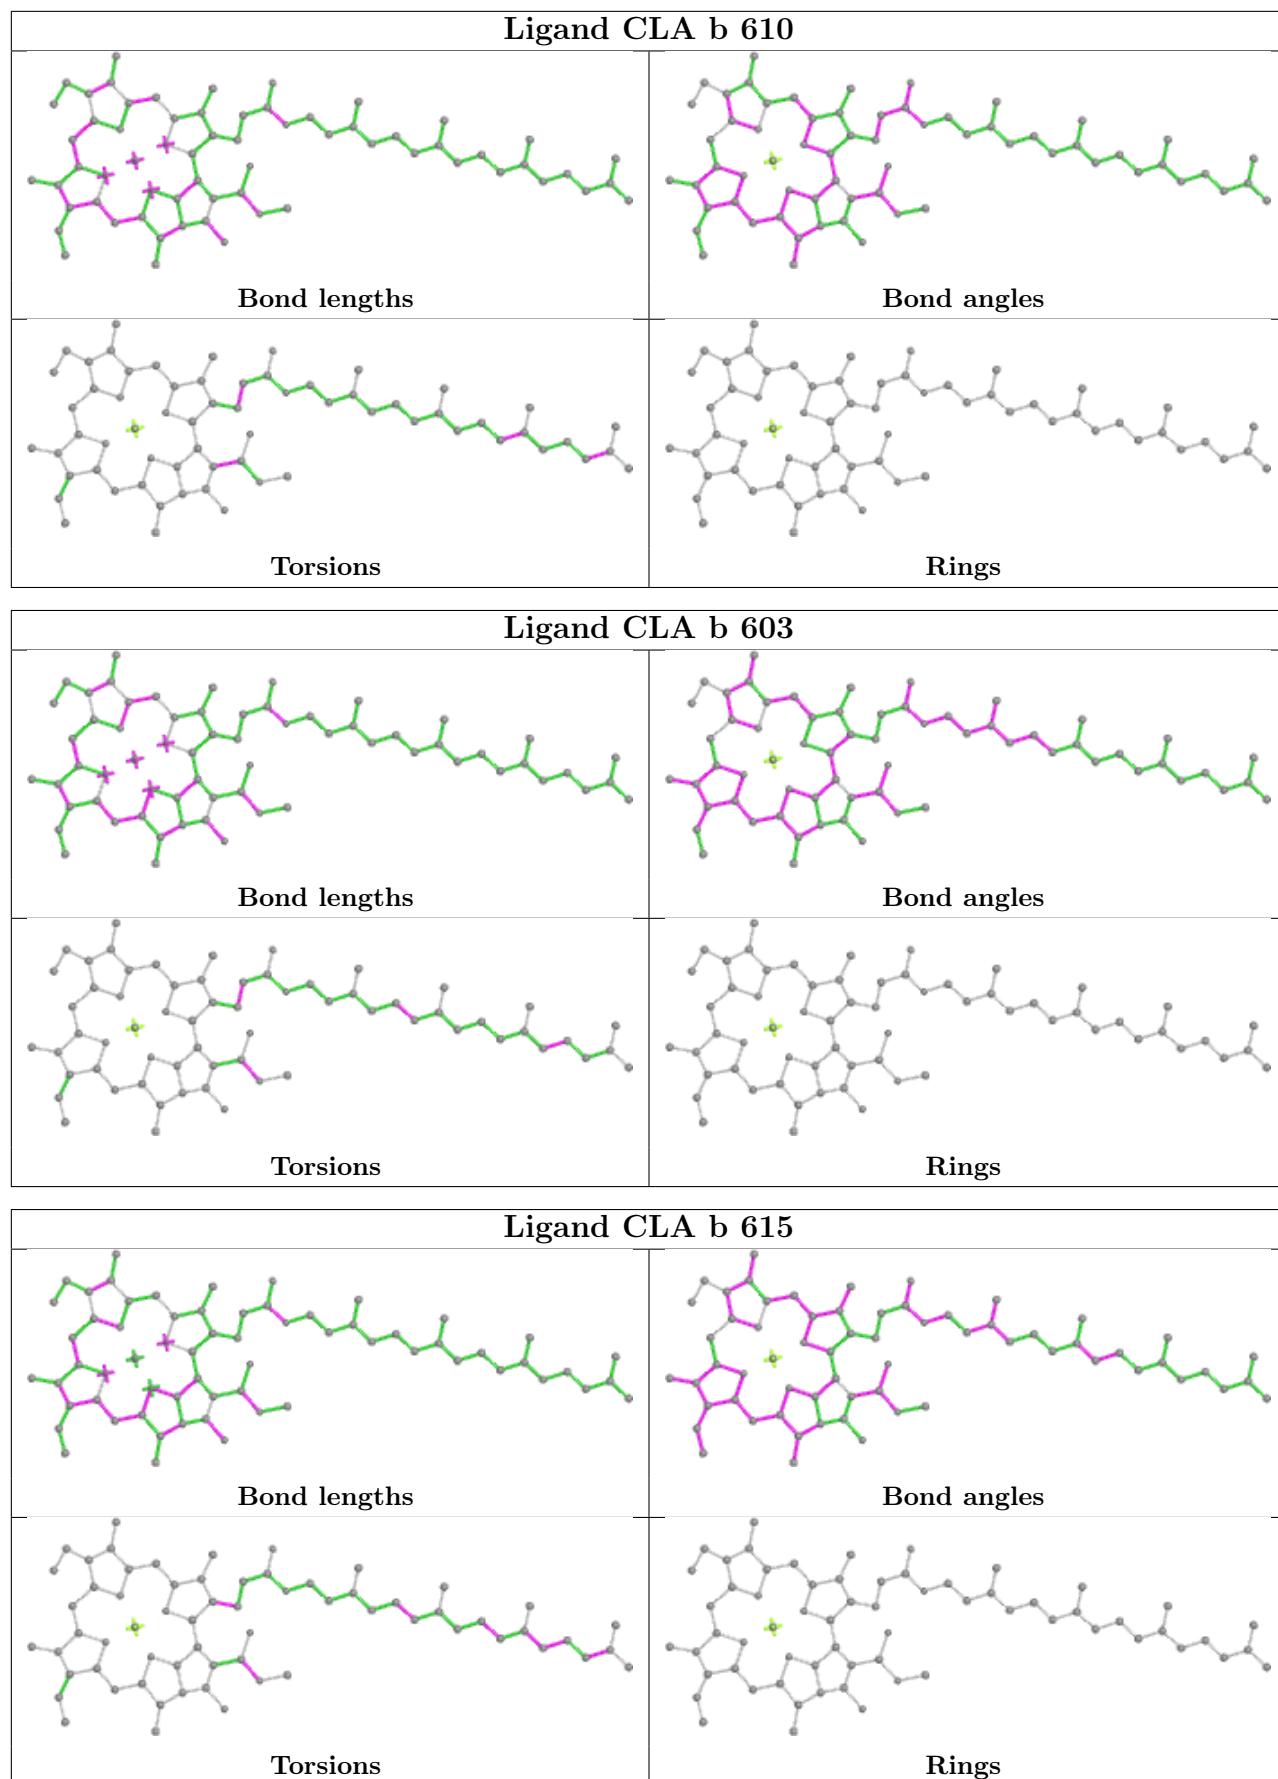 Ligand CLA b 610
Bond lengths
Bond angles
Torsions
Rings
Ligand CLA b 603
Bond lengths
Bond angles
Torsions
Rings
Ligand CLA b 615
Bond lengths
Bond angles
Torsions
Rings